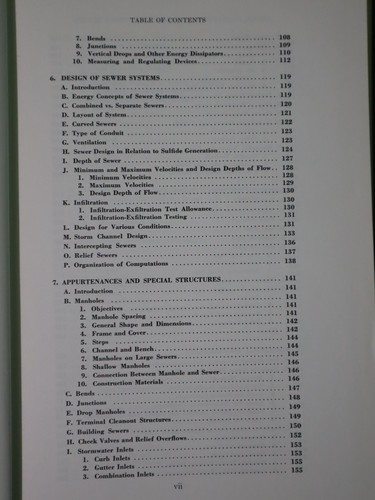 TABLE OF CONTENTS
7. Bends 108
8. Junctions 109
9. Vertical Drops and Other Energy Dissipators 110
10. Measuring and Regulating Devices 112
6. DESIGN OF SEWER SYSTEMS 119
A. Introduction 119
B. Energy Concepts of Sewer Systems 119
C. Combined vs. Separate Sewers 120
D. Layout of System 121
E. Curved Sewers 122
F. Type of Conduit 123
G. Ventilation 123
H. Sewer Design in Relation to Sulfide Generation 124
I. Depth of Sewer 127
J. Minimum and Maximum Velocities and Design Depths of Flow 128
1. Minimum Velocities 128
2. Maximum Velocities 129
3. Design Depth of Flow 130
K. Infiltration 130
1. Infiltration-Exfiltration Test Allowance 130
2. Infiltration-Exfiltration Testing 131
L. Design for Various Conditions 131
M. Storm Channel Design 133
N. Intercepting Sewers 136
O. Relief Sewers 137
P. Organization of Computations 138
7. APPURTENANCES AND SPECIAL STRUCTURES 141
A. Introduction 141
B. Manholes 141
1. Objectives 141
2. Manhole Spacing 141
3. General Shape and Dimensions 142
4. Frame and Cover 142
5. Steps 144
6. Channel and Bench 144
7. Manholes on Large Sewers 145
8. Shallow Manholes 146
9. Connection Between Manhole and Sewer 146
10. Construction Materials 146
C. Bends 147
D. Junctions 148
E. Drop Manholes 149
F. Terminal Cleanout Structures 149
G. Building Sewers 150
H. Check Valves and Relief Overflows 152
I. Stormwater Inlets 153
1. Curb Inlets 153
2. Gutter Inlets 155
3. Combination Inlets 155
vii